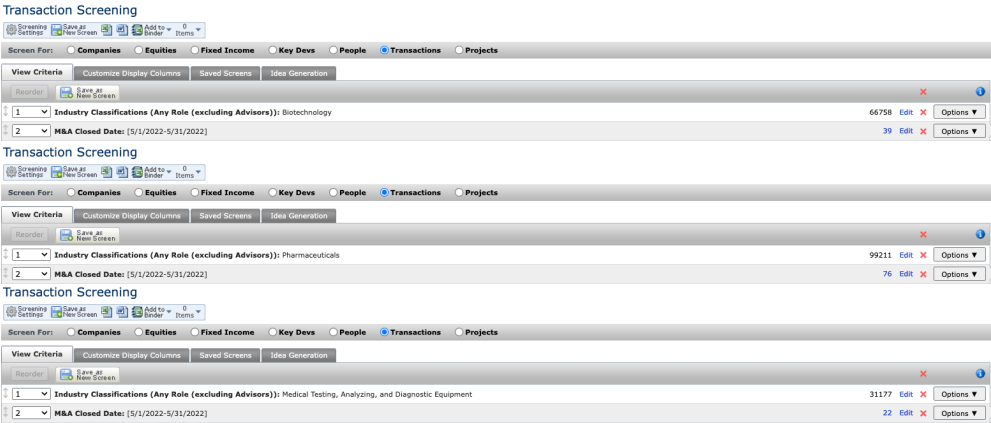 Transaction Screening
Screening Settings Save as New Screen Add to Binder 0 Items
Screen For: Companies Equities Fixed Income Key Devs People Transactions Projects
View Criteria Customize Display Columns Saved Screens Idea Generation
Reorder Save as New Screen
1 Industry Classifications (Any Role (excluding Advisors)): Biotechnology 66758 Edit Options ▼
2 M&A Closed Date: [5/1/2022-5/31/2022] 39 Edit Options ▼
Transaction Screening
Screening Settings Save as New Screen Add to Binder 0 Items
Screen For: Companies Equities Fixed Income Key Devs People Transactions Projects
View Criteria Customize Display Columns Saved Screens Idea Generation
Reorder Save as New Screen
1 Industry Classifications (Any Role (excluding Advisors)): Pharmaceuticals 99211 Edit Options ▼
2 M&A Closed Date: [5/1/2022-5/31/2022] 76 Edit Options ▼
Transaction Screening
Screening Settings Save as New Screen Add to Binder 0 Items
Screen For: Companies Equities Fixed Income Key Devs People Transactions Projects
View Criteria Customize Display Columns Saved Screens Idea Generation
Reorder Save as New Screen
1 Industry Classifications (Any Role (excluding Advisors)): Medical Testing, Analyzing, and Diagnostic Equipment 31177 Edit Options ▼
2 M&A Closed Date: [5/1/2022-5/31/2022] 22 Edit Options ▼